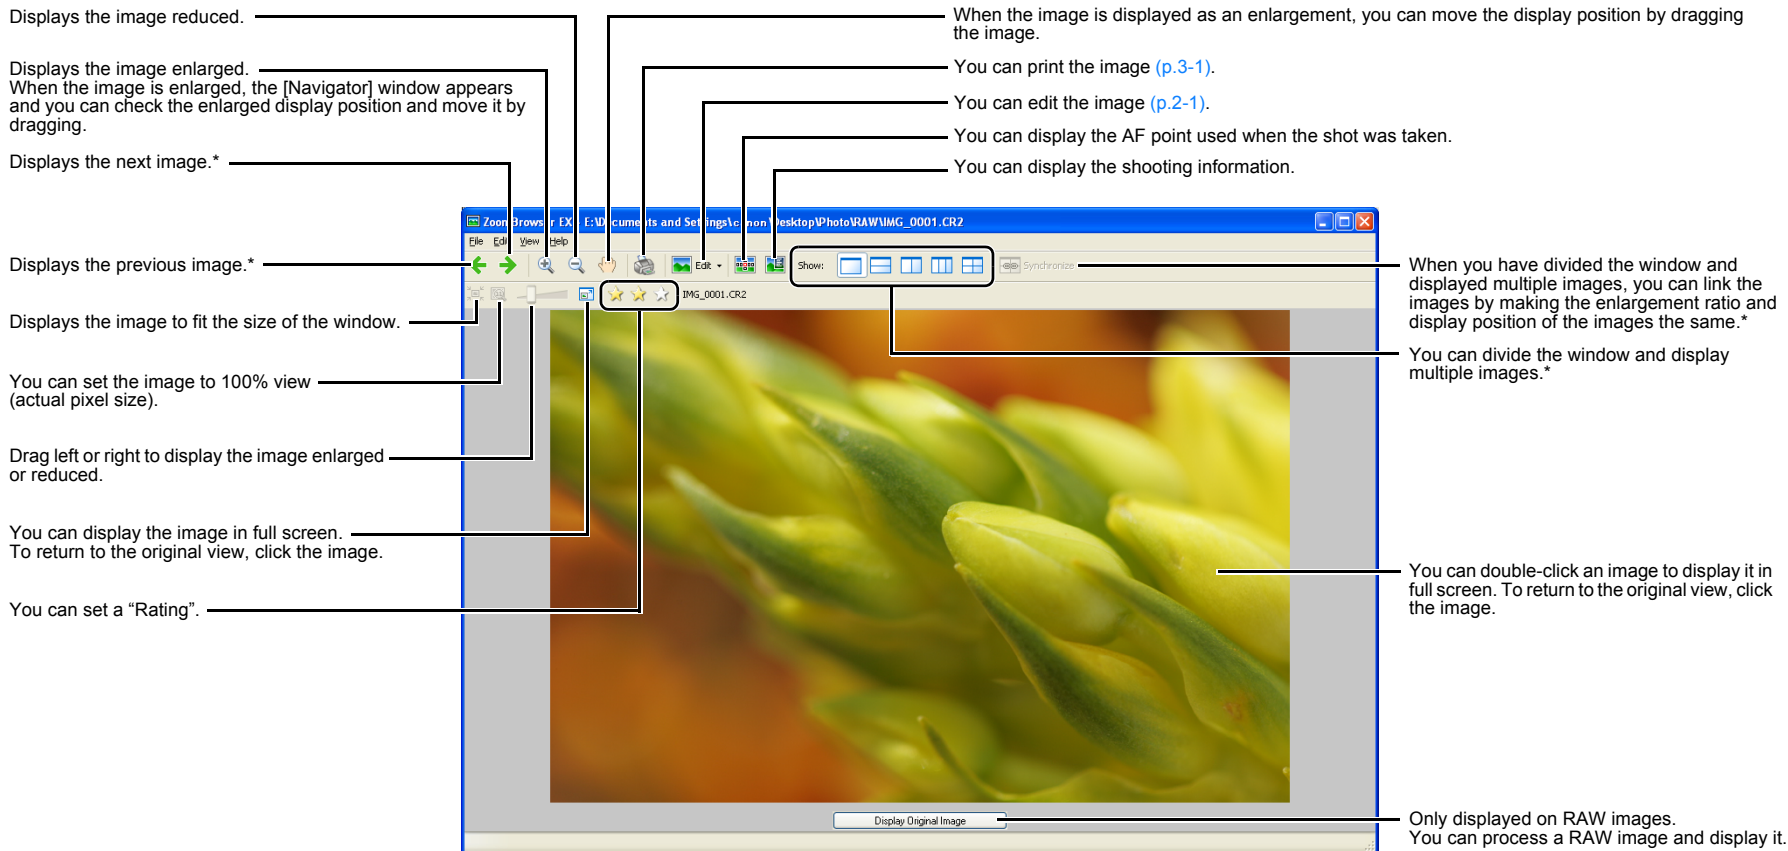 Displays the image reduced.
Displays the image enlarged.
When the image is enlarged, the [Navigator] window appears
and you can check the enlarged display position and move it by
dragging.
Displays the next image.*
Displays the previous image.*
Displays the image to fit the size of the window.
You can set the image to 100% view
(actual pixel size).
Drag left or right to display the image enlarged
or reduced.
You can display the image in full screen.
To return to the original view, click the image.
You can set a “Rating”.
When the image is displayed as an enlargement, you can move the display position by dragging
the image.
You can print the image (p.3-1).
You can edit the image (p.2-1).
You can display the AF point used when the shot was taken.
You can display the shooting information.
ZoomBrowser EX - E:\Documents and Settings\canon\Desktop\Photo\RAW\IMG_0001.CR2
File Edit View Help
Edit
Show:
Synchronize
IMG_0001.CR2
Display Original Image
When you have divided the window and
displayed multiple images, you can link the
images by making the enlargement ratio and
display position of the images the same.*
You can divide the window and display
multiple images.*
You can double-click an image to display it in
full screen. To return to the original view, click
the image.
Only displayed on RAW images.
You can process a RAW image and display it.